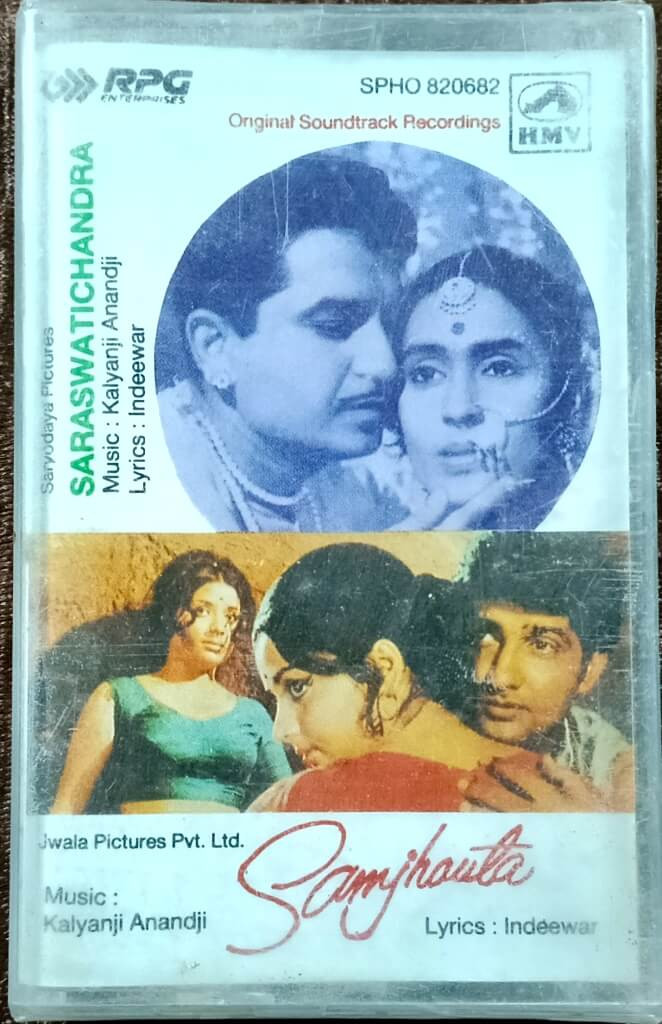 RPG
ENTERPRISES
SPHO 820682
Original Soundtrack Recordings
HMV
Sarvodaya Pictures
SARASWATICHANDRA
Music : Kalyanji Anandji
Lyrics : Indeewar
Jwala Pictures Pvt. Ltd.
Samjhauta
Music :
Kalyanji Anandji
Lyrics : Indeewar